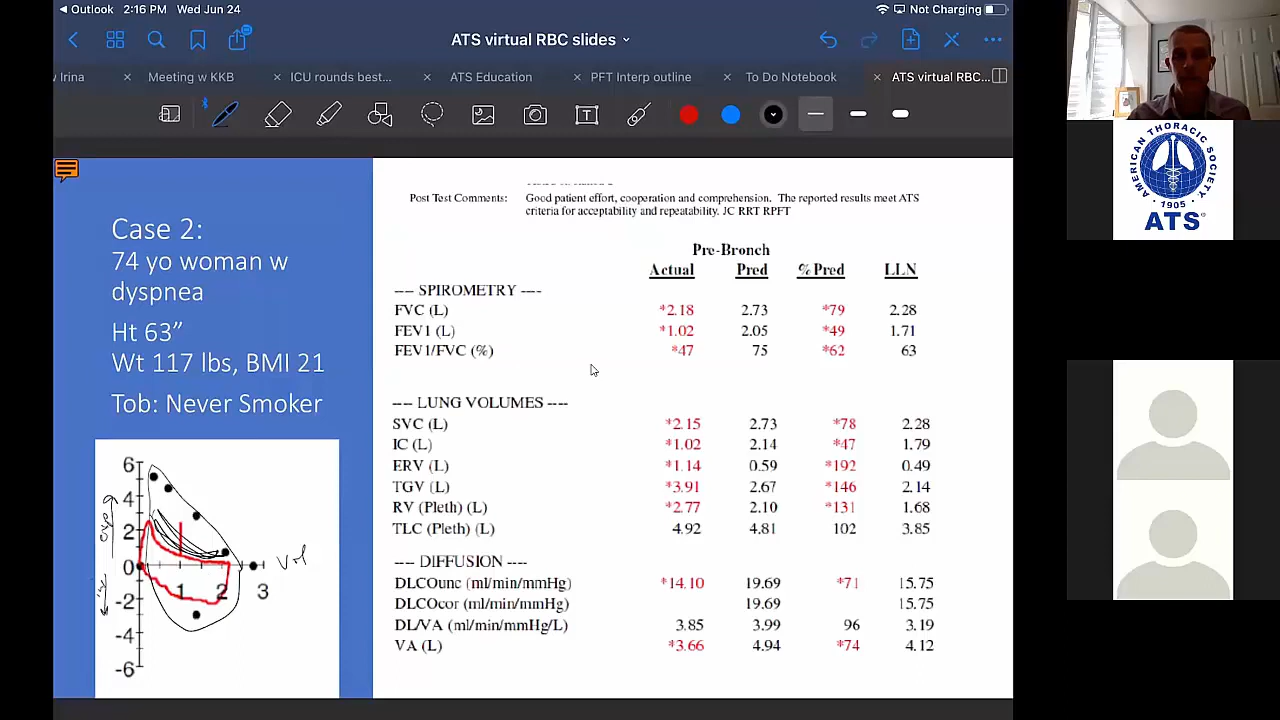 Outlook 2:16 PM Wed Jun 24
Not Charging
ATS virtual RBC slides
w Irina
Meeting w KKB
ICU rounds best...
ATS Education
PFT Interp outline
To Do Notebook
ATS virtual RBC...
Case 2:
74 yo woman w
dyspnea
Ht 63”
Wt 117 lbs, BMI 21
Tob: Never Smoker
6
4
2
0
-2
-4
-6
1
2
3
Vol
Post Test Comments: Good patient effort, cooperation and comprehension. The reported results meet ATS
criteria for acceptability and repeatability. JC RRT RPFT
Pre-Bronch
Actual Pred % Pred LLN
---- SPIROMETRY ----
FVC (L) *2.18 2.73 *79 2.28
FEV1 (L) *1.02 2.05 *49 1.71
FEV1/FVC (%) *47 75 *62 63
---- LUNG VOLUMES ----
SVC (L) *2.15 2.73 *78 2.28
IC (L) *1.02 2.14 *47 1.79
ERV (L) *1.14 0.59 *192 0.49
TGV (L) *3.91 2.67 *146 2.14
RV (Pleth) (L) *2.77 2.10 *131 1.68
TLC (Pleth) (L) 4.92 4.81 102 3.85
---- DIFFUSION ----
DLCOunc (ml/min/mmHg) *14.10 19.69 *71 15.75
DLCOcor (ml/min/mmHg) 19.69 15.75
DL/VA (ml/min/mmHg/L) 3.85 3.99 96 3.19
VA (L) *3.66 4.94 *74 4.12
AMERICAN THORACIC SOCIETY
1905
ATS